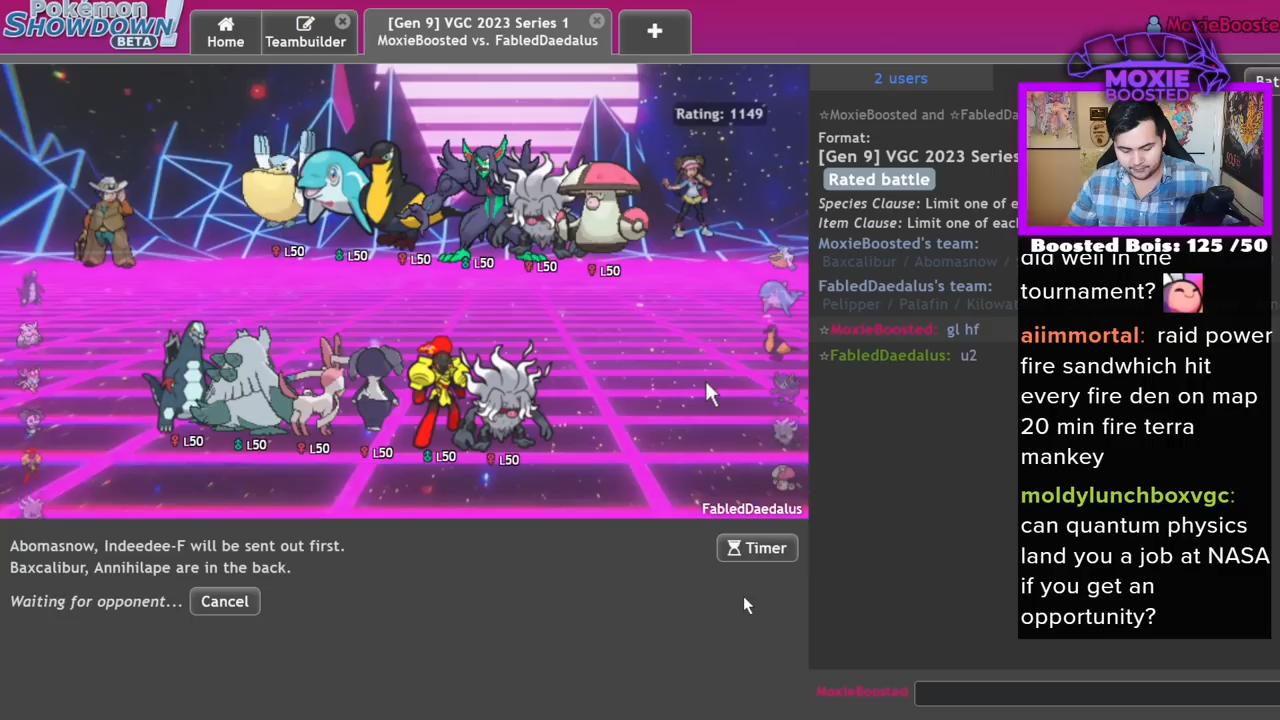 Pokémon
SHOWDOWN!
BETA
Home
Teambuilder
[Gen 9] VGC 2023 Series 1
MoxieBoosted vs. FabledDaedalus
MoxieBooste
MOXIE
BOOSTED
Bat
Rating: 1149
L50
L50
L50
L50
L50
L50
L50
L50
L50
L50
L50
L50
FabledDaedalus
Abomasnow, Indeedee-F will be sent out first.
Baxcalibur, Annihilape are in the back.
Waiting for opponent...
Cancel
Timer
2 users
☆MoxieBoosted and ☆FabledDa
Format:
[Gen 9] VGC 2023 Series
Rated battle
Species Clause: Limit one of e
Item Clause: Limit one of each
MoxieBoosted's team:
Baxcalibur / Abomasnow /
FabledDaedalus's team:
Pelipper / Palafin / Kilowat
☆MoxieBoosted: gl hf
☆FabledDaedalus: u2
MoxieBoosted:
Boosted Bois: 125 /50
did well in the
tournament?
aiimmortal: raid power
fire sandwhich hit
every fire den on map
20 min fire terra
mankey
moldylunchboxvgc:
can quantum physics
land you a job at NASA
if you get an
opportunity?